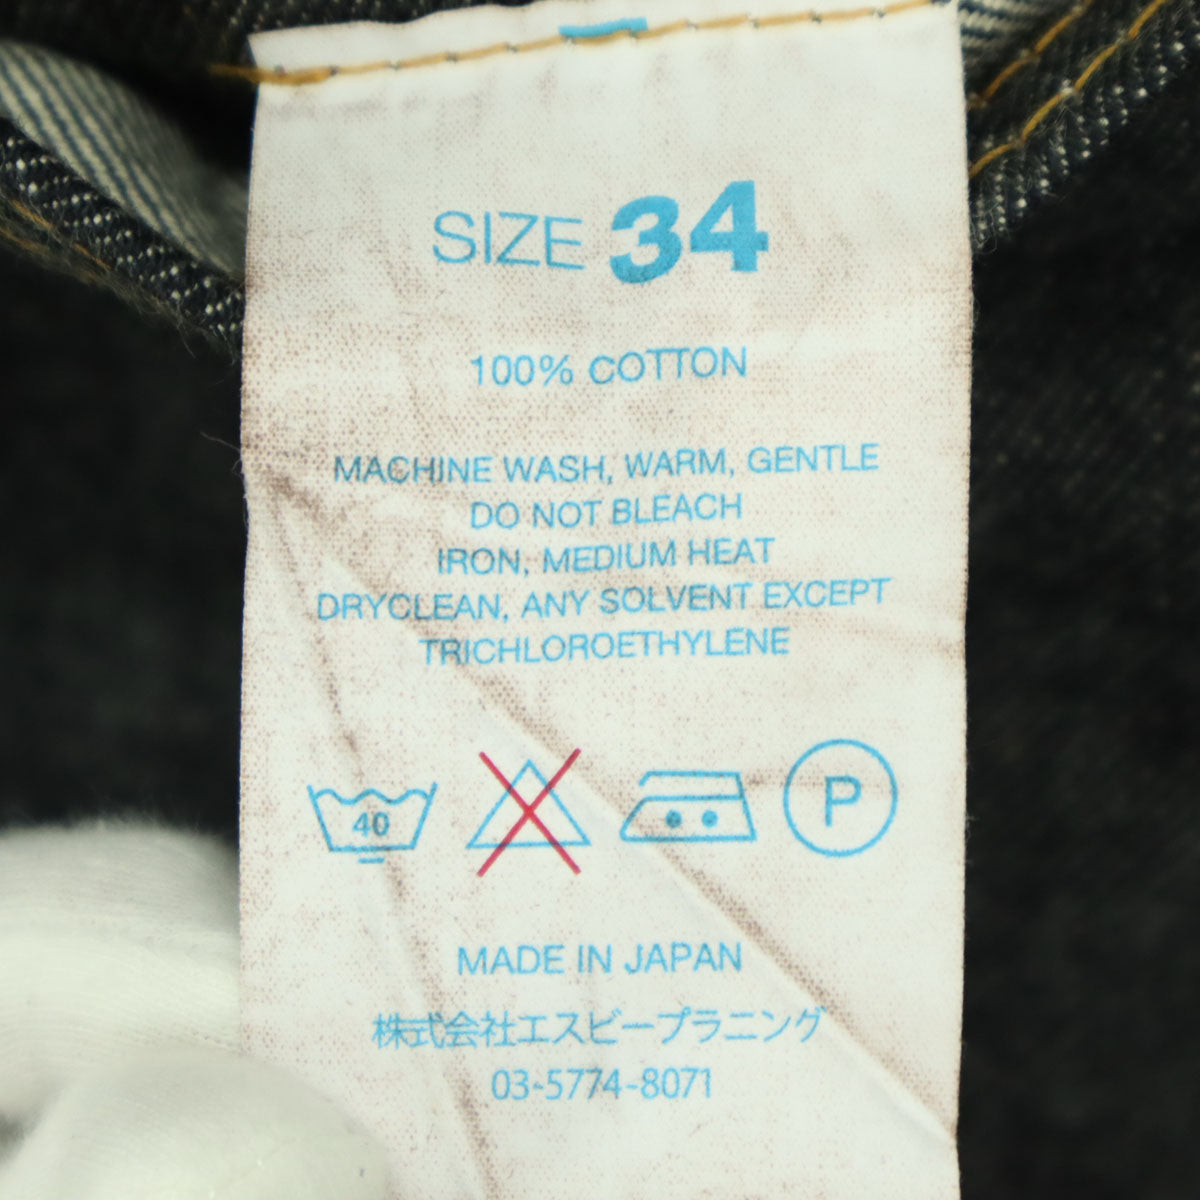 SIZE 34
100% COTTON
MACHINE WASH, WARM, GENTLE
DO NOT BLEACH
IRON, MEDIUM HEAT
DRYCLEAN, ANY SOLVENT EXCEPT
TRICHLOROETHYLENE
40 P
MADE IN JAPAN
株式会社エスビープラニング
03-5774-8071